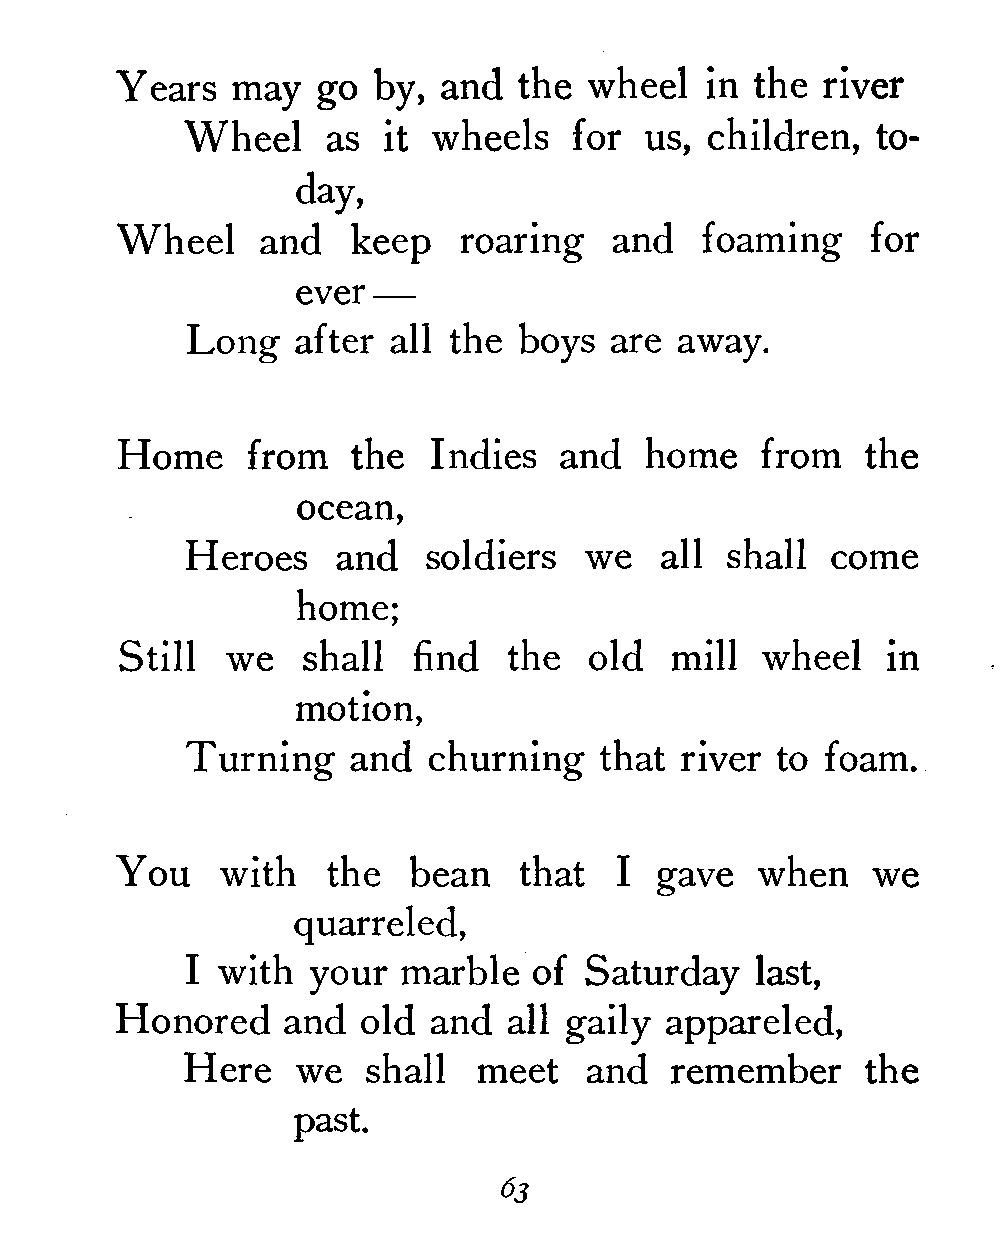 Years may go by, and the wheel in the river
Wheel as it wheels for us, children, to-
day,
Wheel and keep roaring and foaming for
ever —
Long after all the boys are away.
Home from the Indies and home from the
ocean,
Heroes and soldiers we all shall come
home;
Still we shall find the old mill wheel in
motion,
Turning and churning that river to foam.
You with the bean that I gave when we
quarreled,
I with your marble of Saturday last,
Honored and old and all gaily appareled,
Here we shall meet and remember the
past.
63